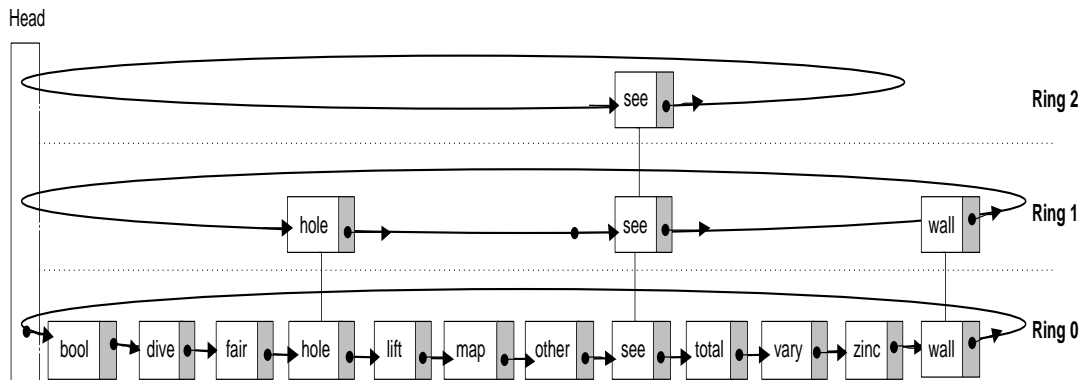 Head
see
Ring 2
hole see wall
Ring 1
bool dive fair hole lift map other see total vary zinc wall
Ring 0